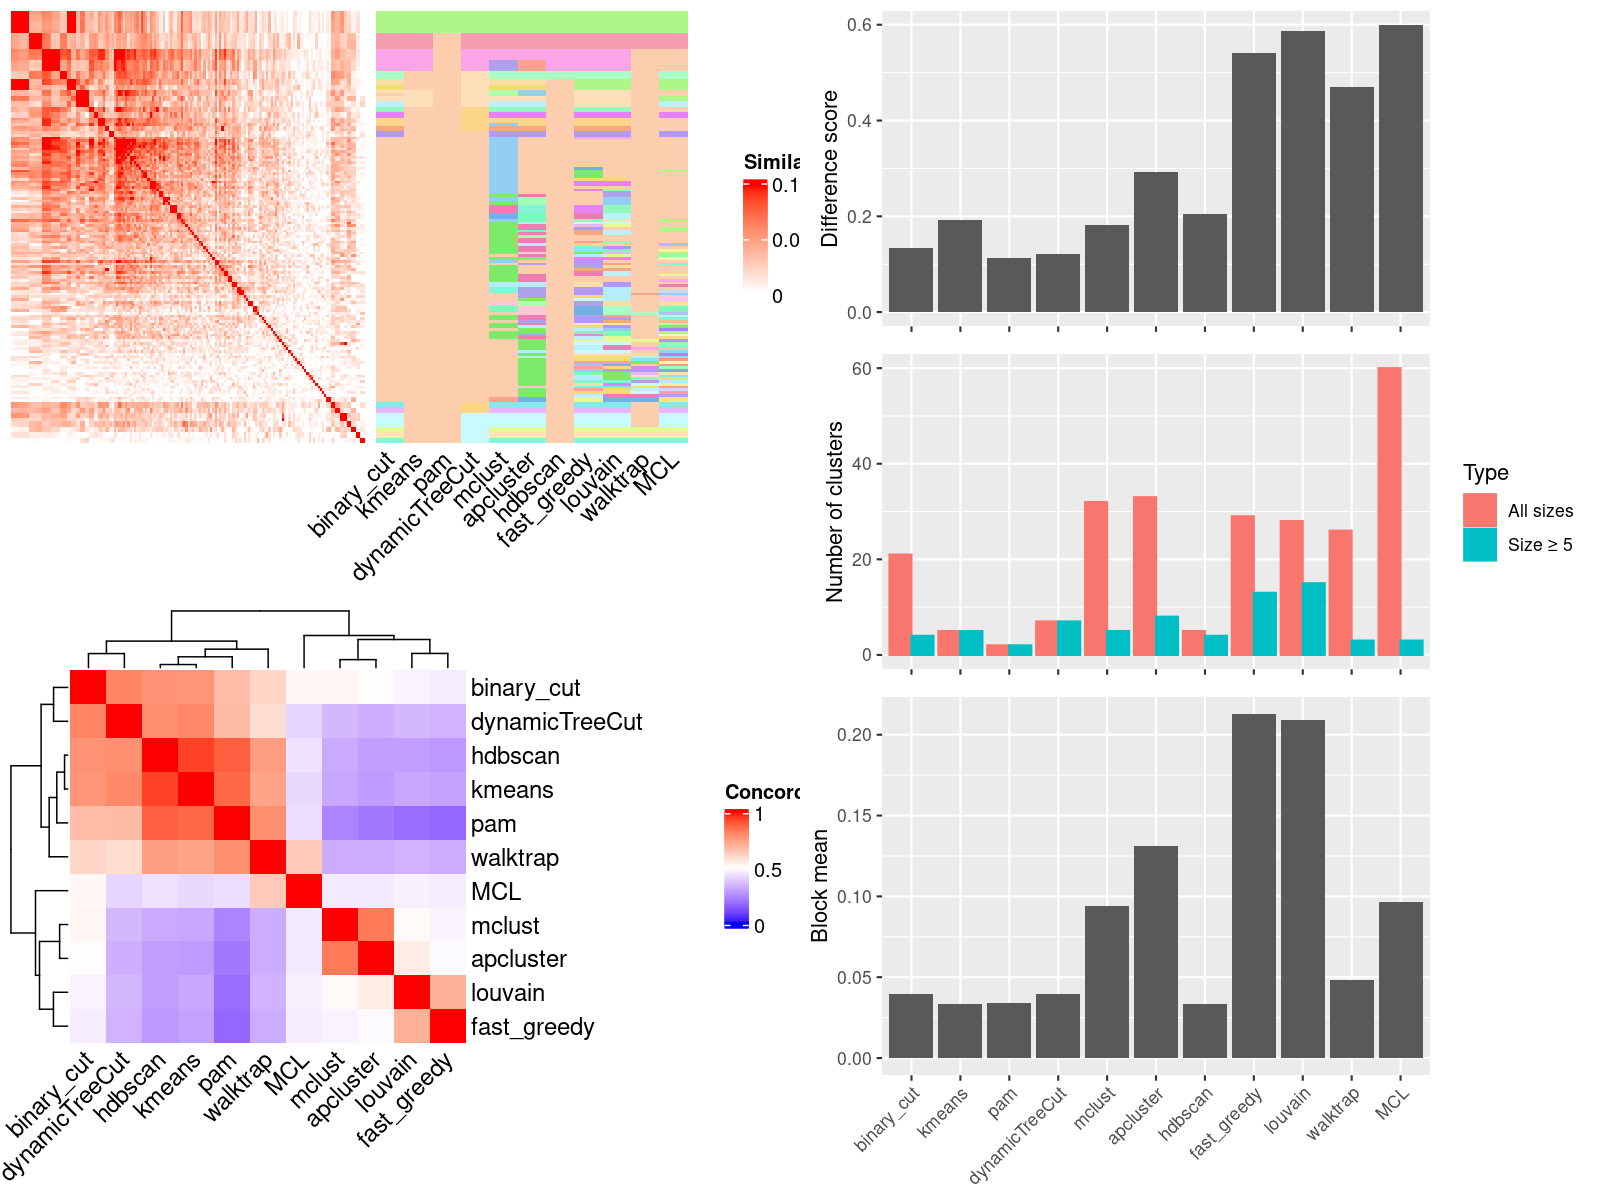 Simila
0.1
0.0
0
binary_cut
kmeans
pam
dynamicTreeCut
mclust
apcluster
hdbscan
fast_greedy
louvain
walktrap
MCL
binary_cut
dynamicTreeCut
hdbscan
kmeans
pam
walktrap
MCL
mclust
apcluster
louvain
fast_greedy
binary_cut
dynamicTreeCut
hdbscan
kmeans
pam
walktrap
MCL
mclust
apcluster
louvain
fast_greedy
Concord
1
0.5
0
Difference score
0.6
0.4
0.2
0.0
Number of clusters
60
40
20
0
Type
All sizes
Size ≥ 5
Block mean
0.20
0.15
0.10
0.05
0.00
binary_cut
kmeans
pam
dynamicTreeCut
mclust
apcluster
hdbscan
fast_greedy
louvain
walktrap
MCL